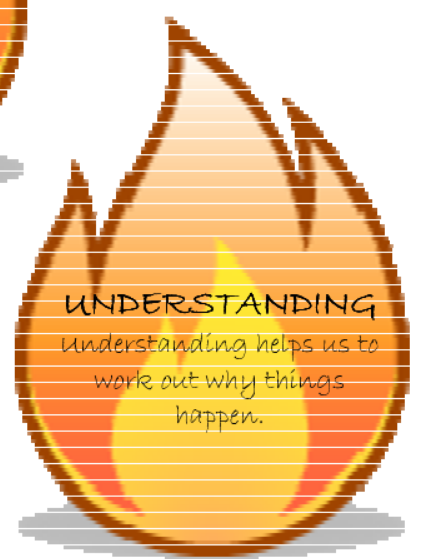 UNDERSTANDING
Understanding helps us to
work out why things
happen.